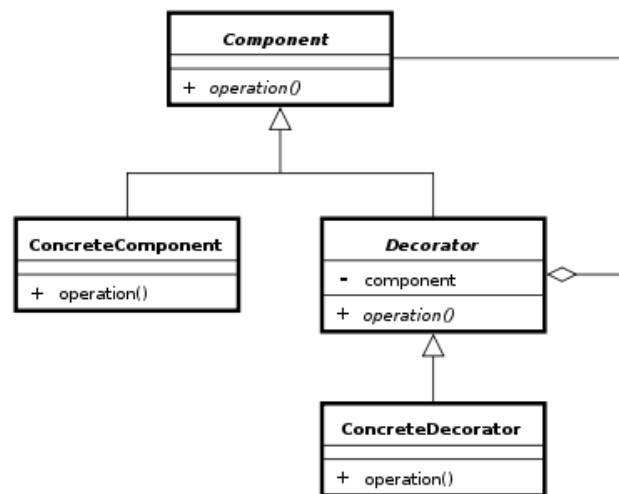 Component
+ operation()
ConcreteComponent
+ operation()
Decorator
- component
+ operation()
ConcreteDecorator
+ operation()